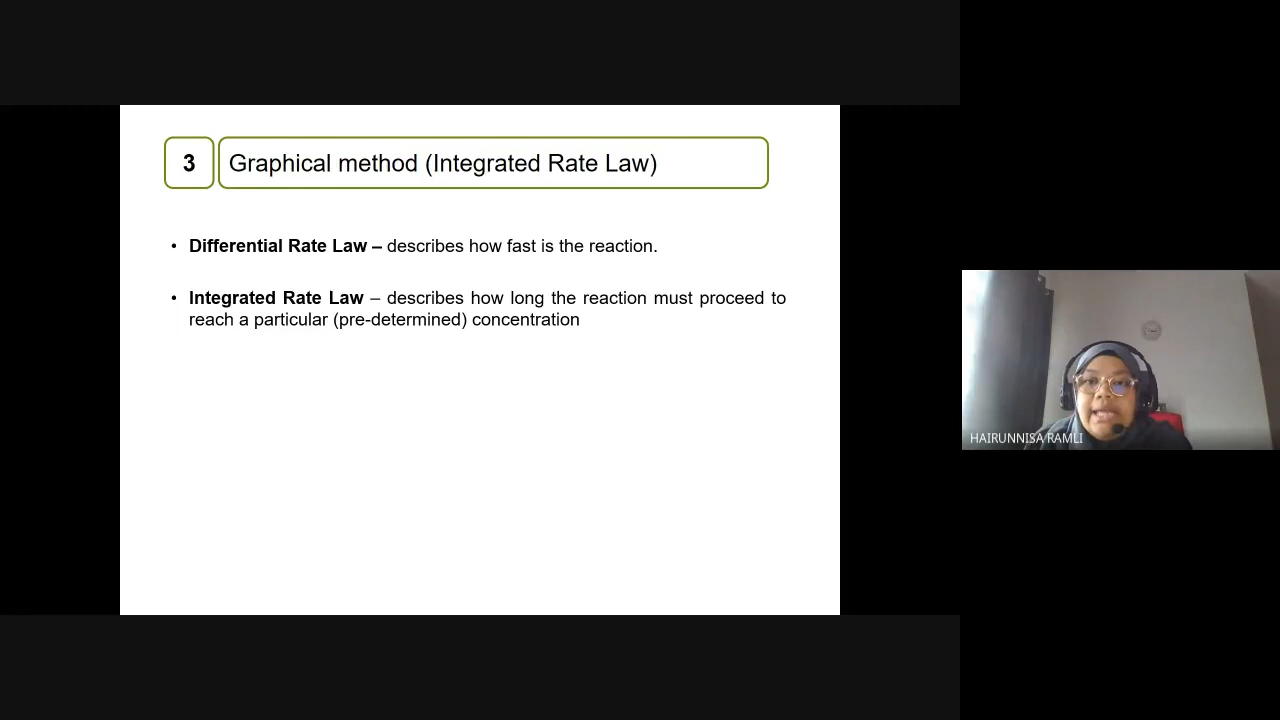 3 Graphical method (Integrated Rate Law)
• Differential Rate Law – describes how fast is the reaction.
• Integrated Rate Law – describes how long the reaction must proceed to
reach a particular (pre-determined) concentration
HAIRUNNISA RAMLI